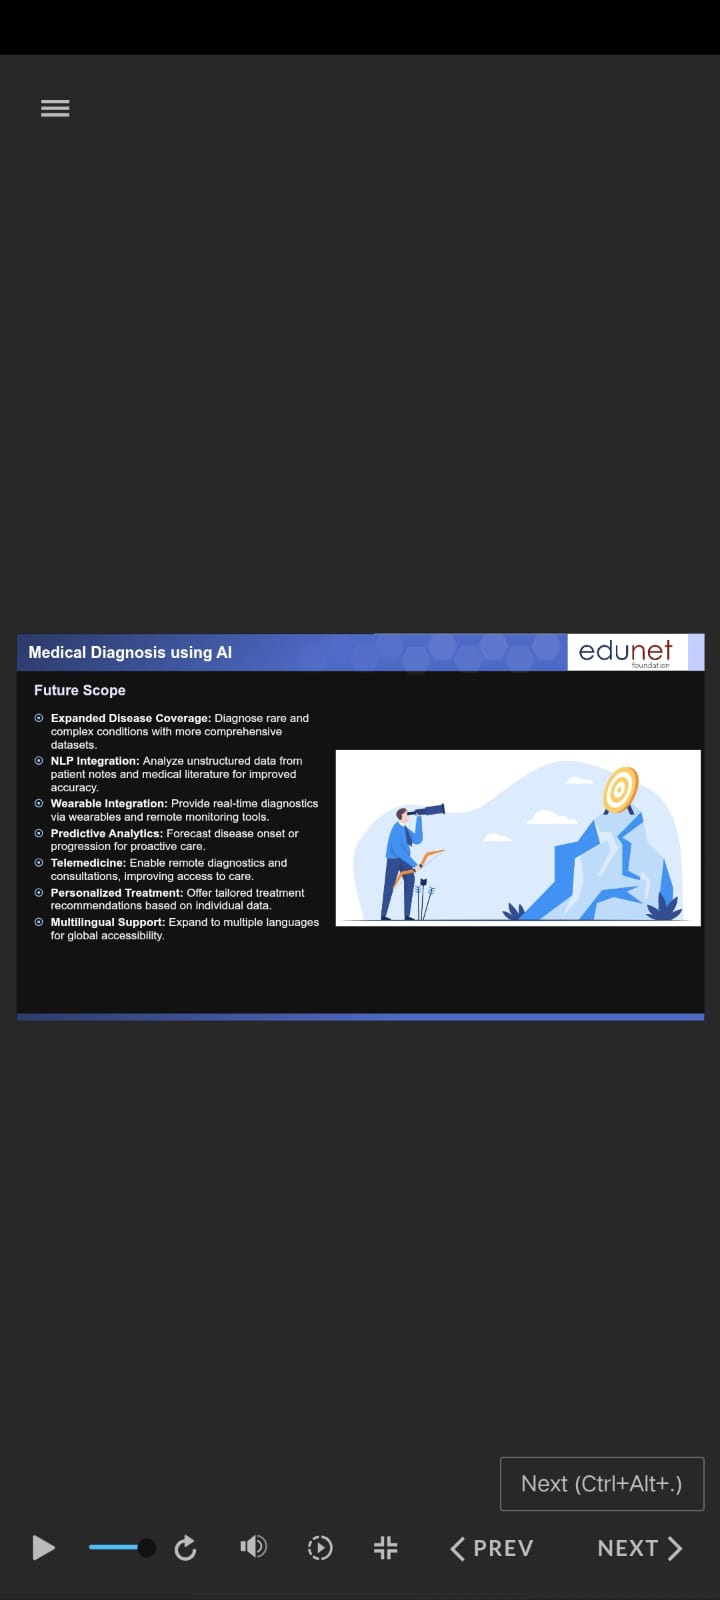 Medical Diagnosis using AI
edunet
foundation
Future Scope
Expanded Disease Coverage: Diagnose rare and
complex conditions with more comprehensive
datasets.
NLP Integration: Analyze unstructured data from
patient notes and medical literature for improved
accuracy.
Wearable Integration: Provide real-time diagnostics
via wearables and remote monitoring tools.
Predictive Analytics: Forecast disease onset or
progression for proactive care.
Telemedicine: Enable remote diagnostics and
consultations, improving access to care.
Personalized Treatment: Offer tailored treatment
recommendations based on individual data.
Multilingual Support: Expand to multiple languages
for global accessibility.
Next (Ctrl+Alt+.)
PREV
NEXT